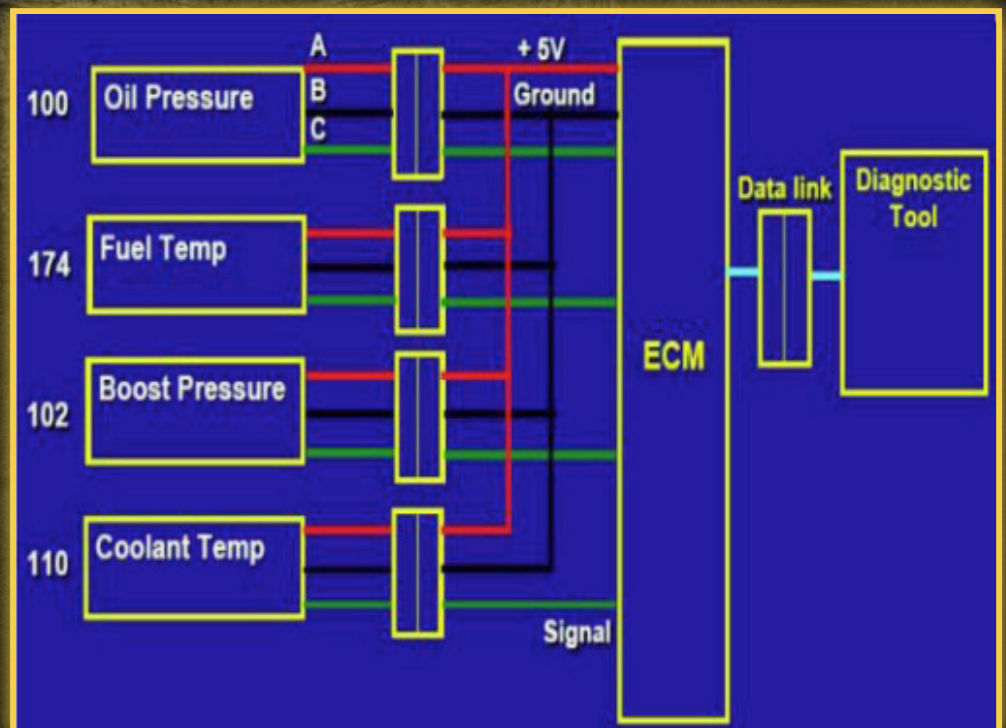 A
+ 5V
100
Oil Pressure
B
Ground
C
174
Fuel Temp
102
Boost Pressure
110
Coolant Temp
Signal
ECM
Data link
Diagnostic
Tool